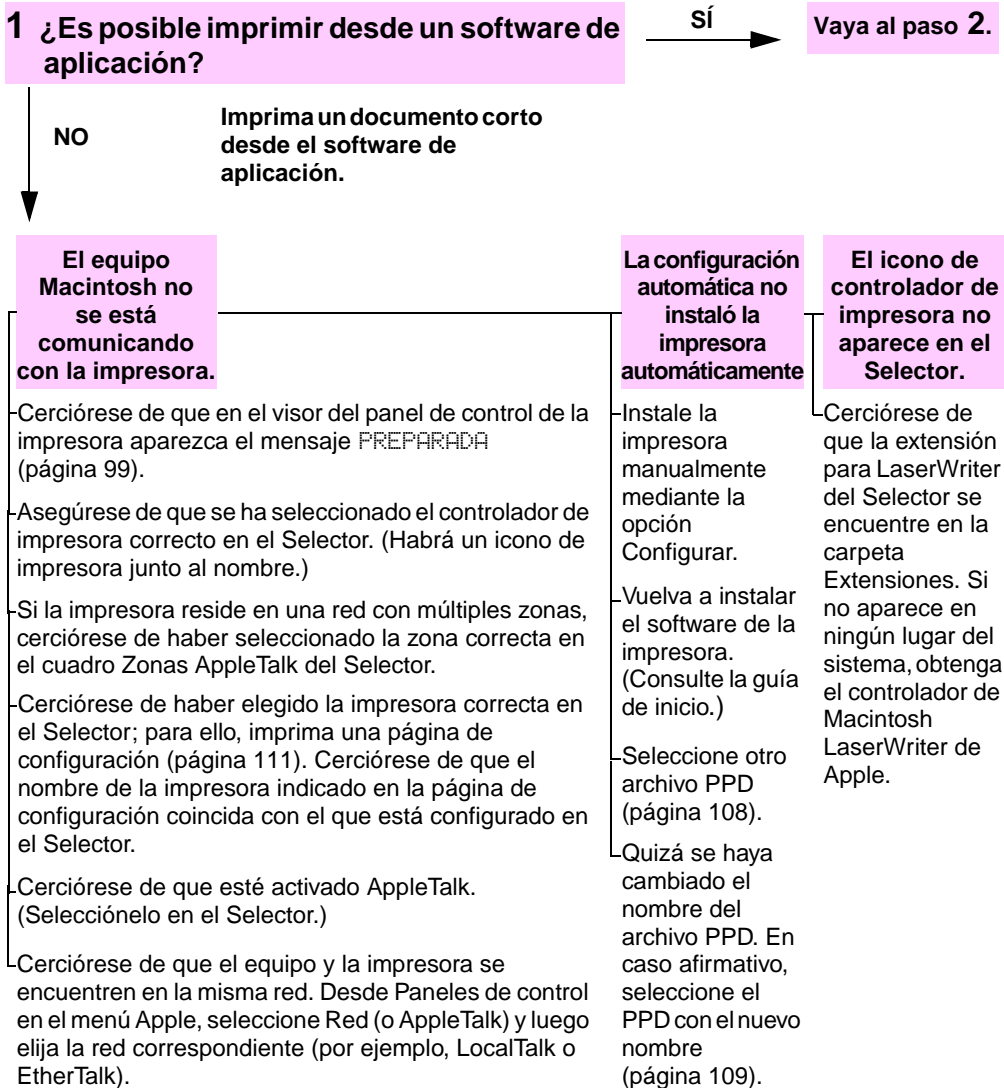 1 ¿Es posible imprimir desde un software de
aplicación?
SÍ
Vaya al paso 2.
NO
Imprima un documento corto
desde el software de
aplicación.
El equipo
Macintosh no
se está
comunicando
con la impresora.
-Cerciórese de que en el visor del panel de control de la
impresora aparezca el mensaje PREPARADA
(página 99).
-Asegúrese de que se ha seleccionado el controlador de
impresora correcto en el Selector. (Habrá un icono de
impresora junto al nombre.)
-Si la impresora reside en una red con múltiples zonas,
cerciórese de haber seleccionado la zona correcta en
el cuadro Zonas AppleTalk del Selector.
-Cerciórese de haber elegido la impresora correcta en
el Selector; para ello, imprima una página de
configuración (página 111). Cerciórese de que el
nombre de la impresora indicado en la página de
configuración coincida con el que está configurado en
el Selector.
-Cerciórese de que esté activado AppleTalk.
(Selecciónelo en el Selector.)
-Cerciórese de que el equipo y la impresora se
encuentren en la misma red. Desde Paneles de control
en el menú Apple, seleccione Red (o AppleTalk) y luego
elija la red correspondiente (por ejemplo, LocalTalk o
EtherTalk).
La configuración
automática no
instaló la
impresora
automáticamente
-Instale la
impresora
manualmente
mediante la
opción
Configurar.
-Vuelva a instalar
el software de la
impresora.
(Consulte la guía
de inicio.)
-Seleccione otro
archivo PPD
(página 108).
-Quizá se haya
cambiado el
nombre del
archivo PPD. En
caso afirmativo,
seleccione el
PPD con el nuevo
nombre
(página 109).
El icono de
controlador de
impresora no
aparece en el
Selector.
-Cerciórese de
que la extensión
para LaserWriter
del Selector se
encuentre en la
carpeta
Extensiones. Si
no aparece en
ningún lugar del
sistema, obtenga
el controlador de
Macintosh
LaserWriter de
Apple.